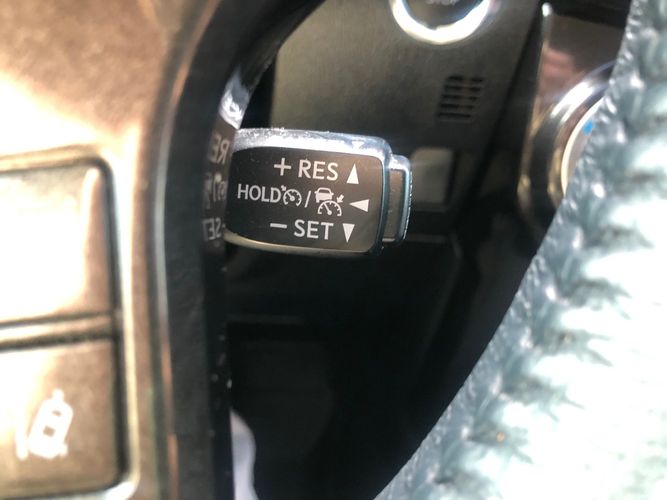 + RES ▲
HOLD / ◀
− SET ▼